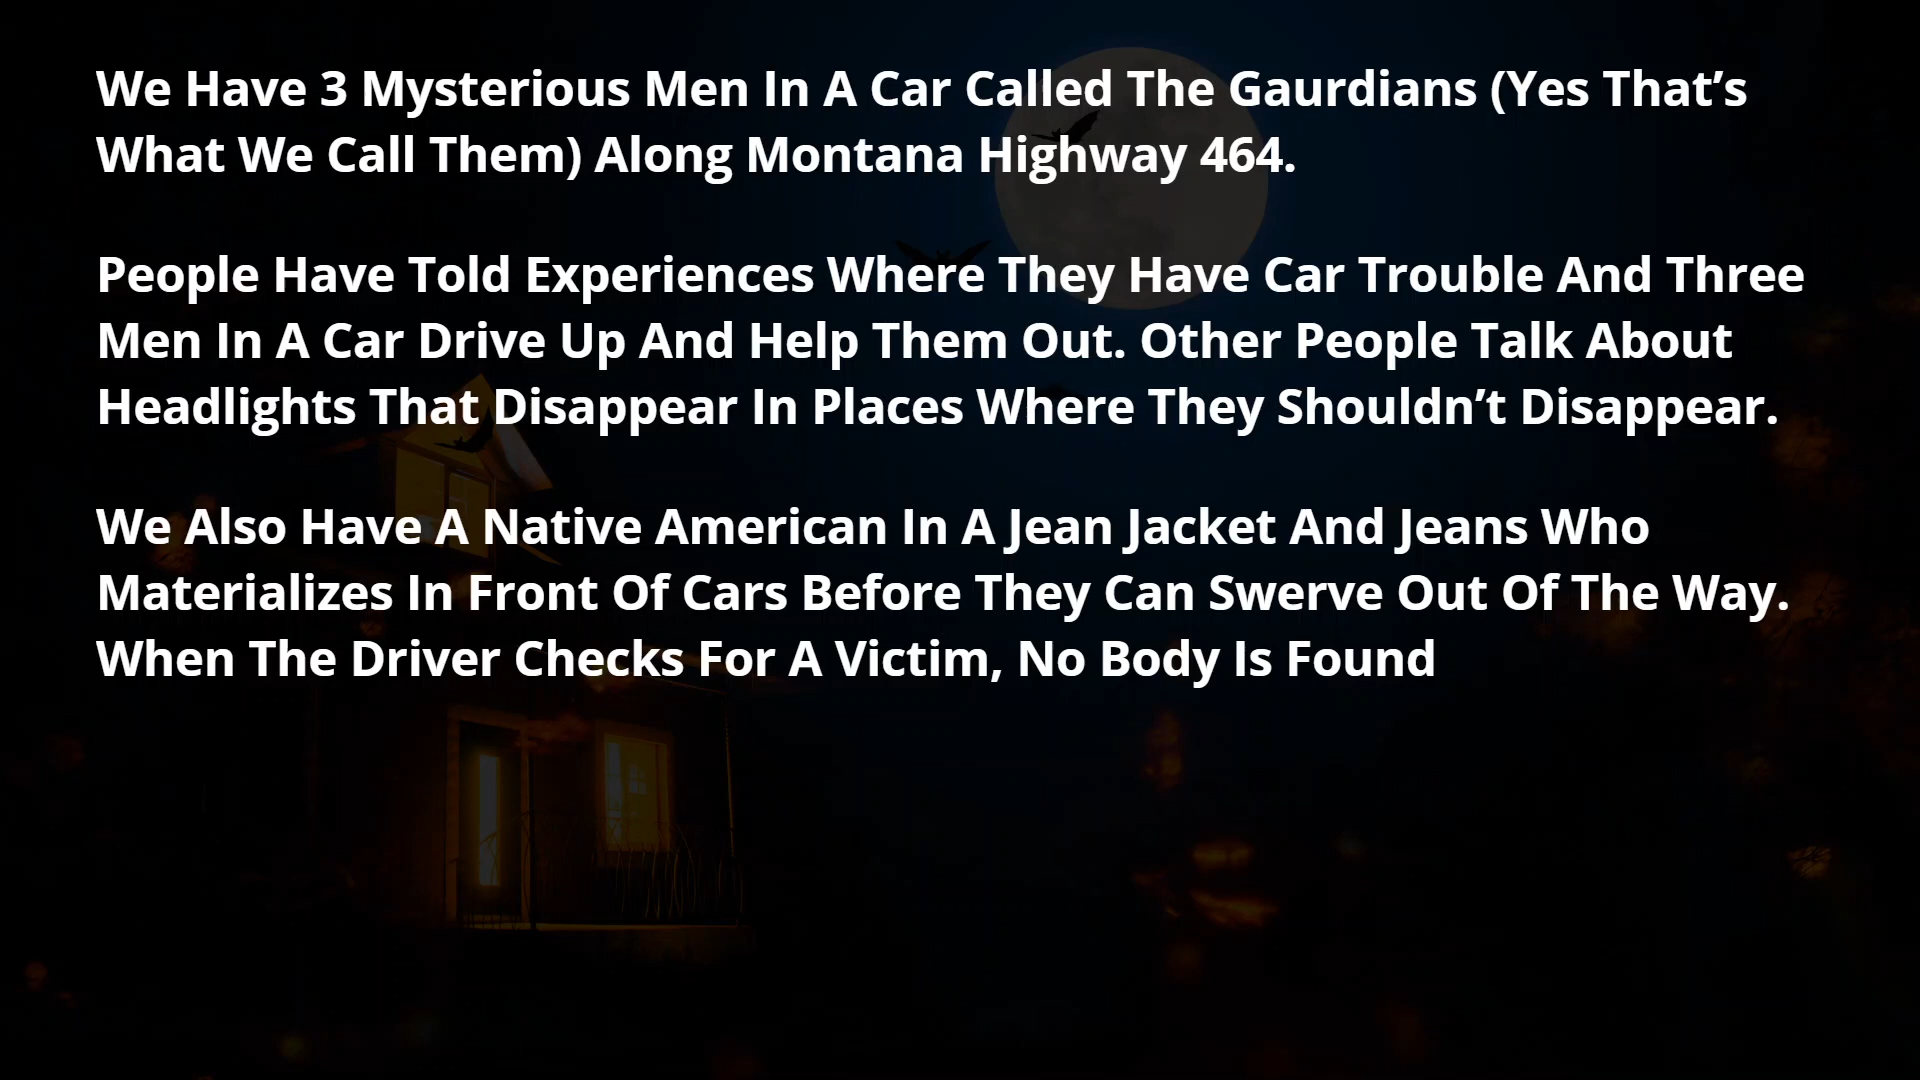 We Have 3 Mysterious Men In A Car Called The Gaurdians (Yes That’s
What We Call Them) Along Montana Highway 464.
People Have Told Experiences Where They Have Car Trouble And Three
Men In A Car Drive Up And Help Them Out. Other People Talk About
Headlights That Disappear In Places Where They Shouldn’t Disappear.
We Also Have A Native American In A Jean Jacket And Jeans Who
Materializes In Front Of Cars Before They Can Swerve Out Of The Way.
When The Driver Checks For A Victim, No Body Is Found